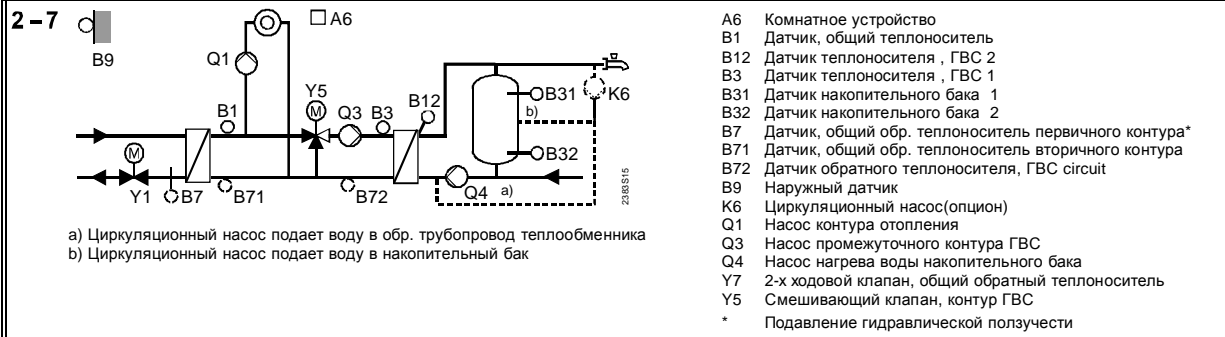 2–7
B9
A6
Q1
B1
Y5
M
Q3
B3
B12
B31
b)
K6
B32
M
Y1
B7
B71
B72
Q4
a)
2383S15
a) Циркуляционный насос подает воду в обр. трубопровод теплообменника
b) Циркуляционный насос подает воду в накопительный бак
A6 Комнатное устройство
B1 Датчик, общий теплоноситель
B12 Датчик теплоносителя , ГВС 2
B3 Датчик теплоносителя , ГВС 1
B31 Датчик накопительного бака 1
B32 Датчик накопительного бака 2
B7 Датчик, общий обр. теплоноситель первичного контура*
B71 Датчик, общий обр. теплоноситель вторичного контура
B72 Датчик обратного теплоносителя, ГВС circuit
B9 Наружный датчик
K6 Циркуляционный насос(опцион)
Q1 Насос контура отопления
Q3 Насос промежуточного контура ГВС
Q4 Насос нагрева воды накопительного бака
Y7 2-х ходовой клапан, общий обратный теплоноситель
Y5 Смешивающий клапан, контур ГВС
* Подавление гидравлической ползучести